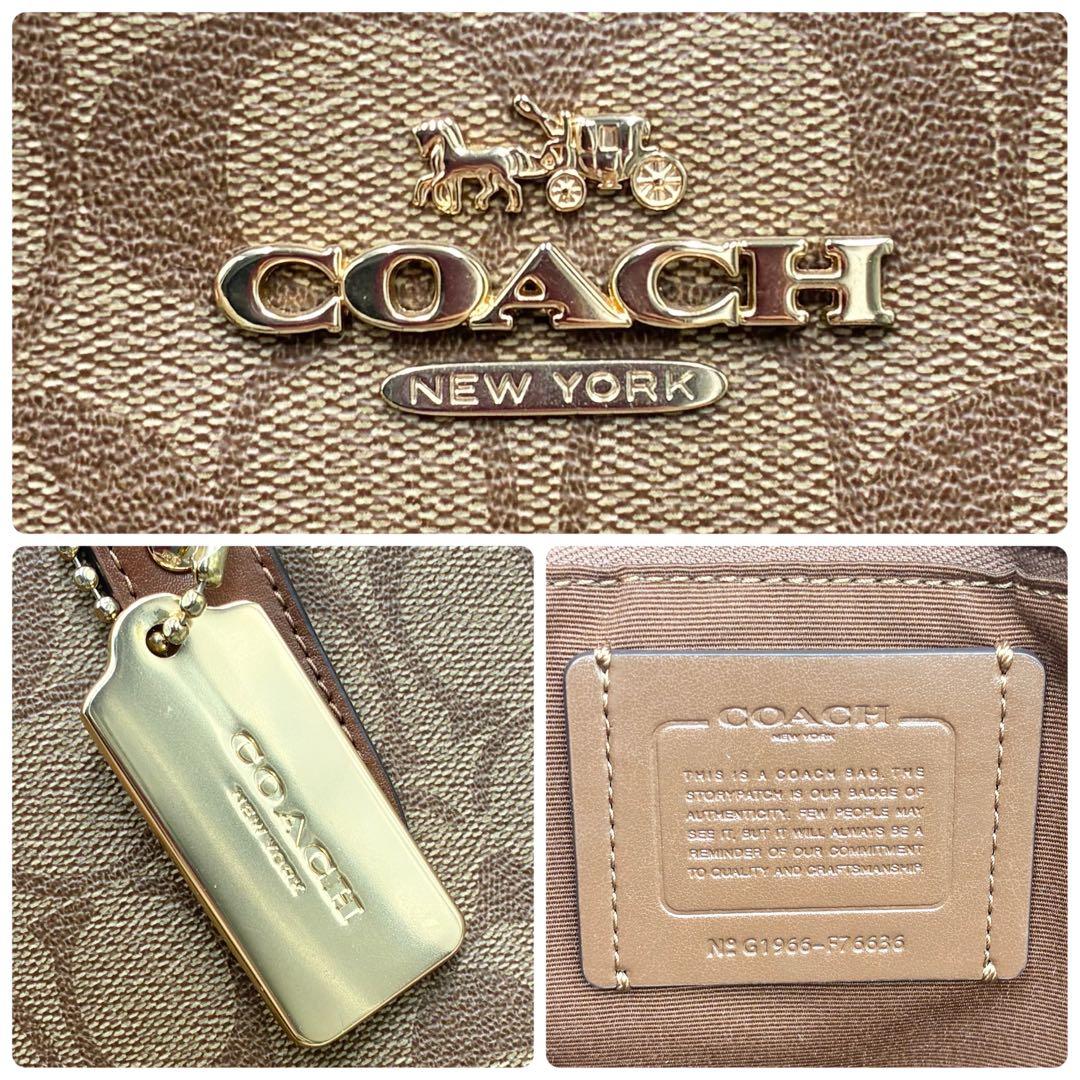 COACH
NEW YORK
COACH
NEW YORK
COACH
NEW YORK
THIS IS A COACH BAG. THE
STORYPATCH IS OUR BADGE OF
AUTHENTICITY. FEW PEOPLE MAY
SEE IT, BUT IT WILL ALWAYS BE A
REMINDER OF OUR COMMITMENT
TO QUALITY AND CRAFTSMANSHIP.
Nº G1966-F76636